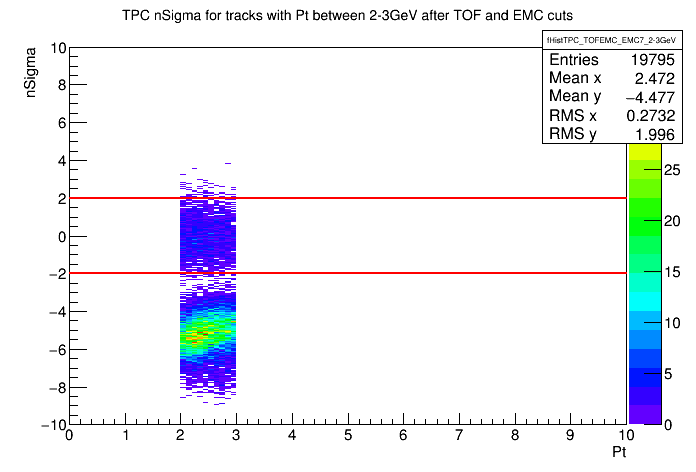 TPC nSigma for tracks with Pt between 2-3GeV after TOF and EMC cuts
fHistTPC_TOFEMC_EMC7_2-3GeV
Entries 19795
Mean x 2.472
Mean y −4.477
RMS x 0.2732
RMS y 1.996
nSigma
10
8
6
4
2
0
−2
−4
−6
−8
−10
25
20
15
10
5
0
0 1 2 3 4 5 6 7 8 9 10
Pt